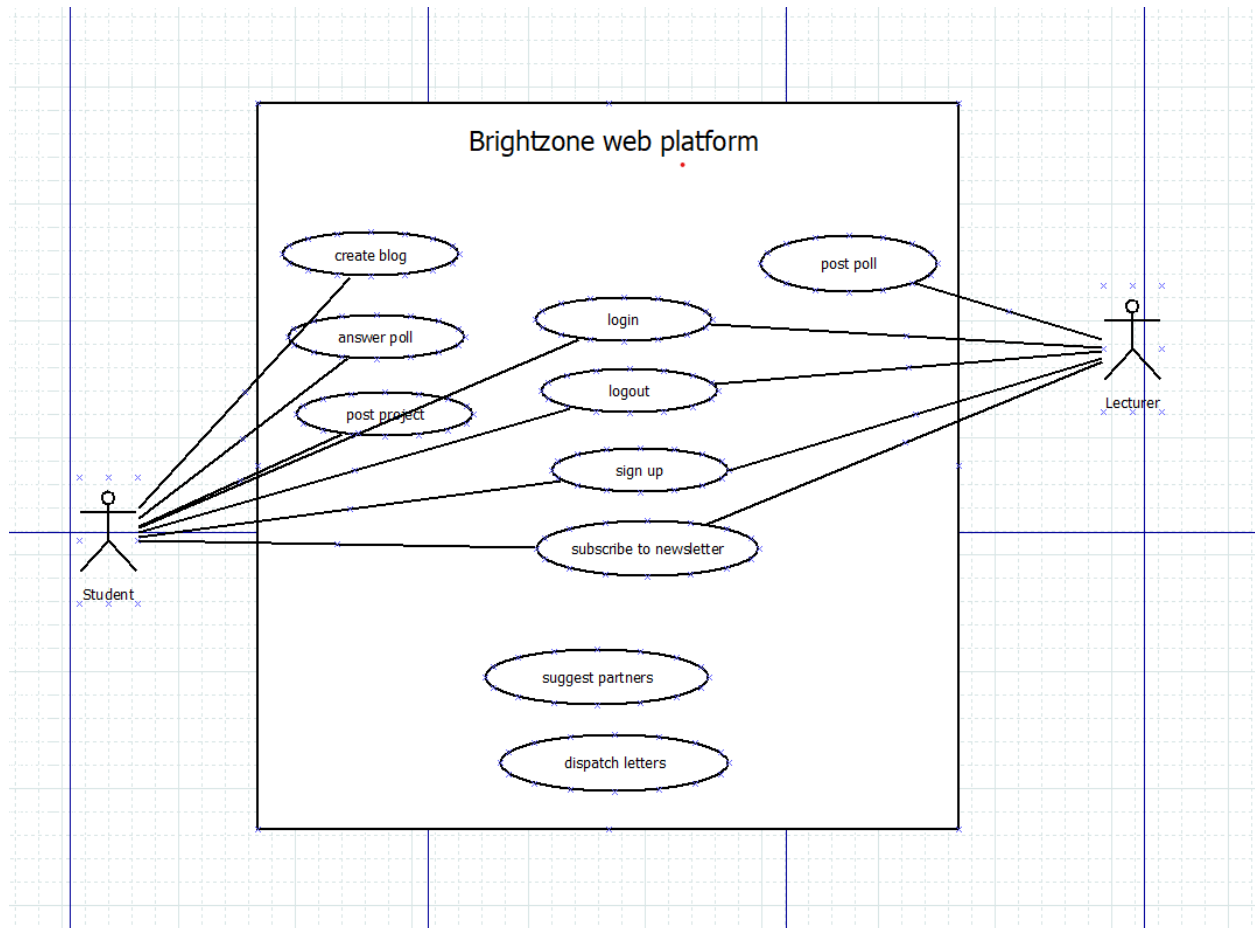 Brightzone web platform
create blog
post poll
login
answer poll
logout
post project
Lecturer
sign up
subscribe to newsletter
Student
suggest partners
dispatch letters